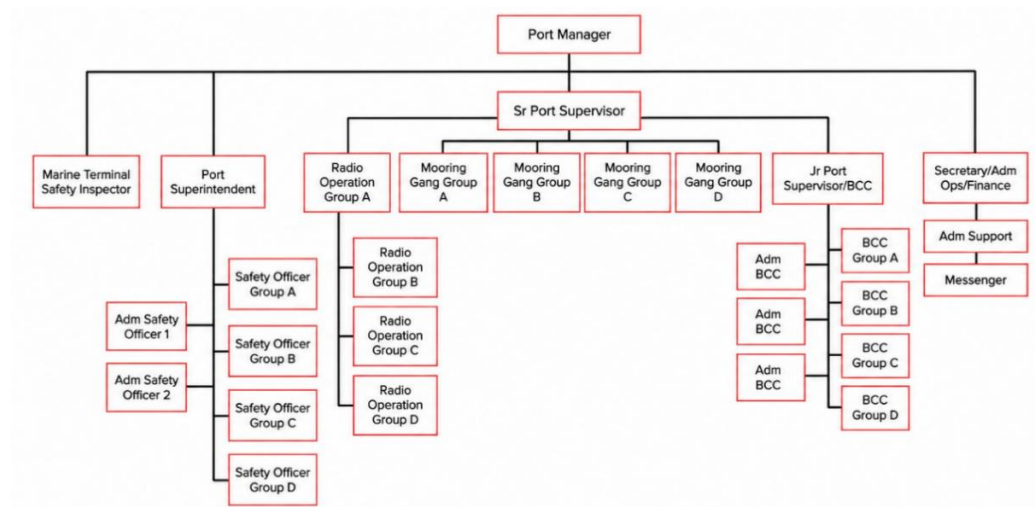 Port Manager
Sr Port Supervisor
Marine Terminal
Safety Inspector
Port
Superintendent
Radio
Operation
Group A
Mooring
Gang Group
A
Mooring
Gang Group
B
Mooring
Gang Group
C
Mooring
Gang Group
D
Jr Port
Supervisor/BCC
Secretary/Adm
Ops/Finance
Adm Support
Messenger
Safety Officer
Group A
Adm Safety
Officer 1
Safety Officer
Group B
Adm Safety
Officer 2
Safety Officer
Group C
Safety Officer
Group D
Radio
Operation
Group B
Radio
Operation
Group C
Radio
Operation
Group D
BCC
Group A
Adm
BCC
BCC
Group B
Adm
BCC
BCC
Group C
Adm
BCC
BCC
Group D